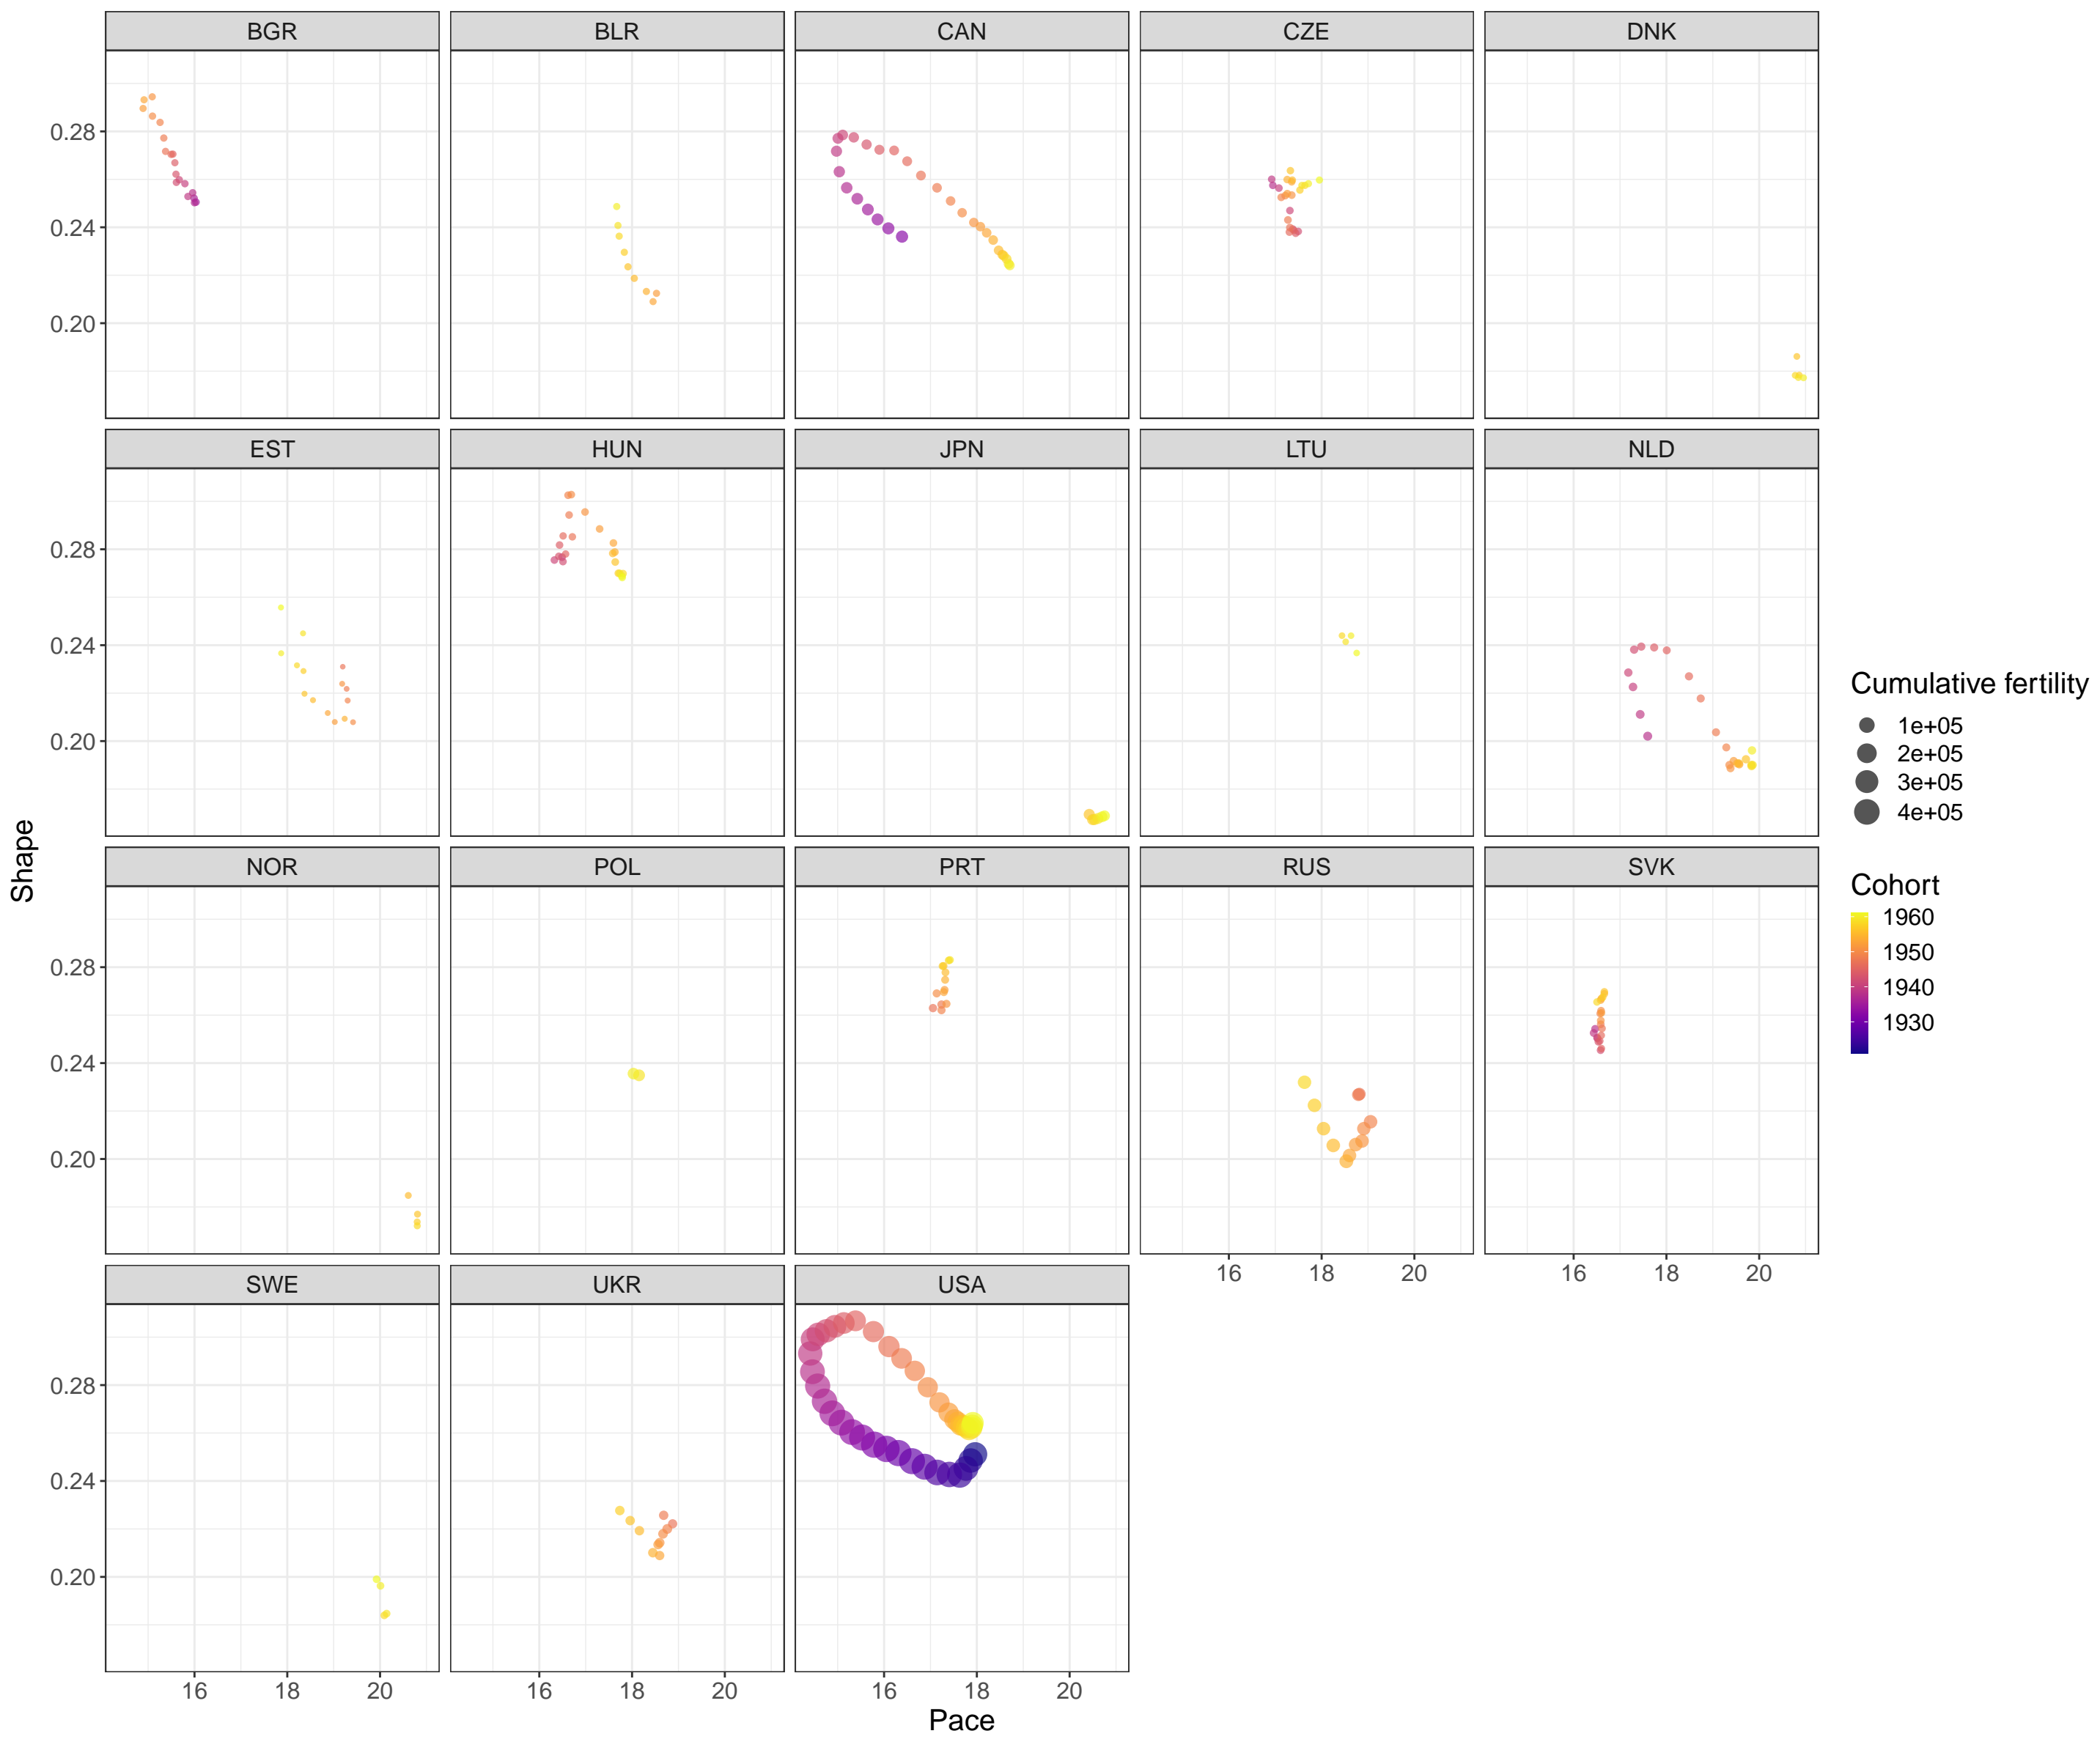 BGR BLR CAN CZE DNK
0.28
0.24
0.20
EST HUN JPN LTU NLD
0.28
0.24
0.20
NOR POL PRT RUS SVK
0.28
0.24
0.20
16 18 20 16 18 20
SWE UKR USA
0.28
0.24
0.20
16 18 20 16 18 20 16 18 20
Pace
Shape
Cumulative fertility
1e+05
2e+05
3e+05
4e+05
Cohort
1960
1950
1940
1930